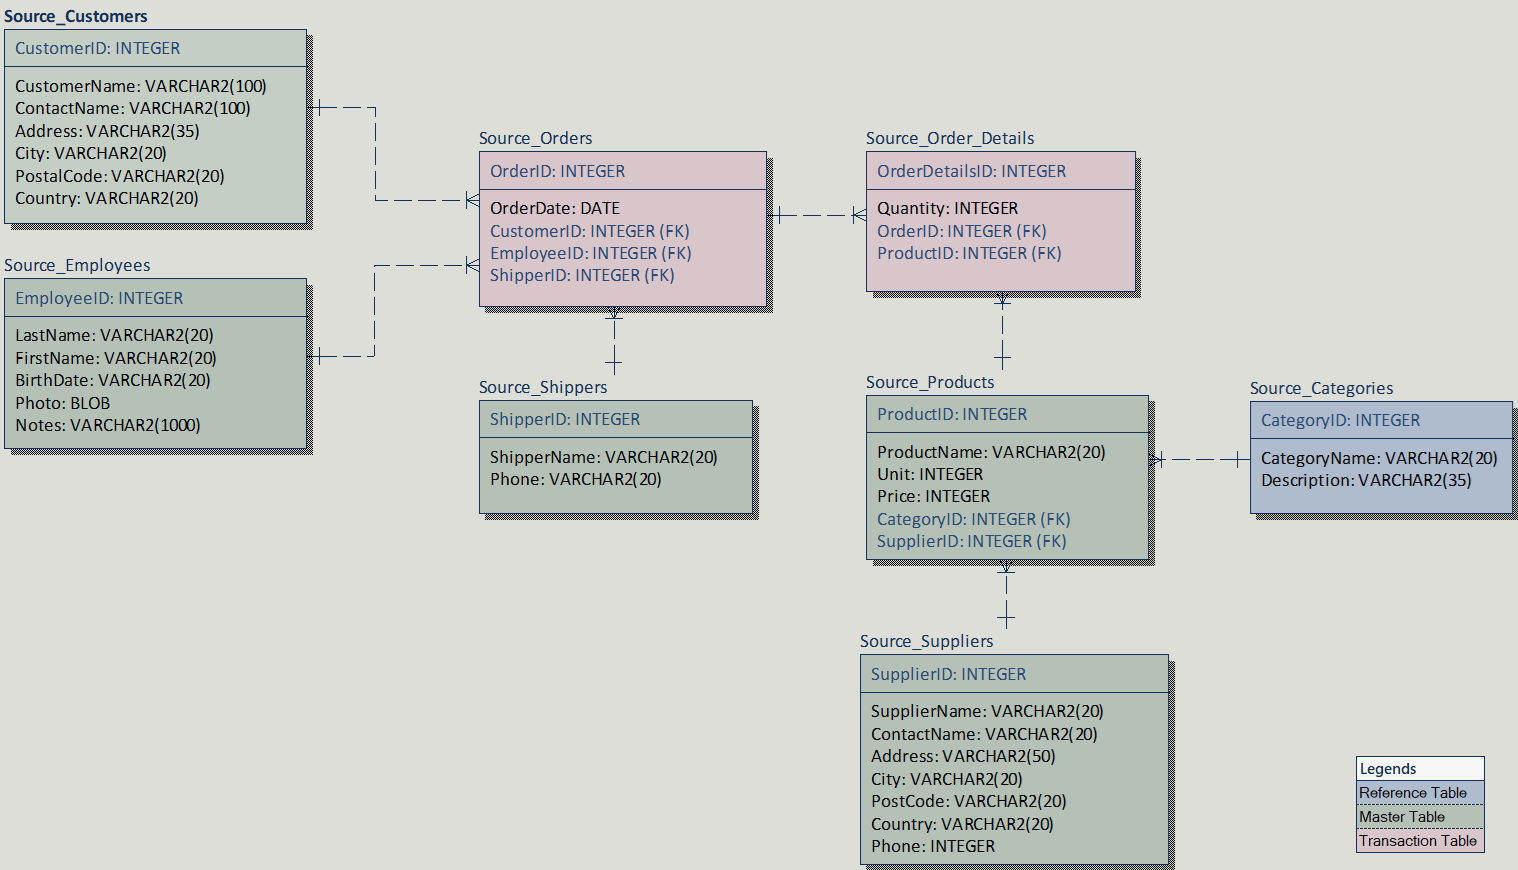 Source_Customers
CustomerID: INTEGER
CustomerName: VARCHAR2(100)
ContactName: VARCHAR2(100)
Address: VARCHAR2(35)
City: VARCHAR2(20)
PostalCode: VARCHAR2(20)
Country: VARCHAR2(20)
Source_Employees
EmployeeID: INTEGER
LastName: VARCHAR2(20)
FirstName: VARCHAR2(20)
BirthDate: VARCHAR2(20)
Photo: BLOB
Notes: VARCHAR2(1000)
Source_Orders
OrderID: INTEGER
OrderDate: DATE
CustomerID: INTEGER (FK)
EmployeeID: INTEGER (FK)
ShipperID: INTEGER (FK)
Source_Shippers
ShipperID: INTEGER
ShipperName: VARCHAR2(20)
Phone: VARCHAR2(20)
Source_Order_Details
OrderDetailsID: INTEGER
Quantity: INTEGER
OrderID: INTEGER (FK)
ProductID: INTEGER (FK)
Source_Products
ProductID: INTEGER
ProductName: VARCHAR2(20)
Unit: INTEGER
Price: INTEGER
CategoryID: INTEGER (FK)
SupplierID: INTEGER (FK)
Source_Categories
CategoryID: INTEGER
CategoryName: VARCHAR2(20)
Description: VARCHAR2(35)
Source_Suppliers
SupplierID: INTEGER
SupplierName: VARCHAR2(20)
ContactName: VARCHAR2(20)
Address: VARCHAR2(50)
City: VARCHAR2(20)
PostCode: VARCHAR2(20)
Country: VARCHAR2(20)
Phone: INTEGER
Legends
Reference Table
Master Table
Transaction Table